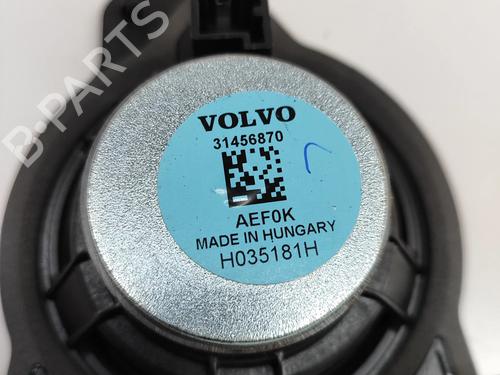 B-PARTS
VOLVO
31456870
AEF0K
MADE IN HUNGARY
H035181H